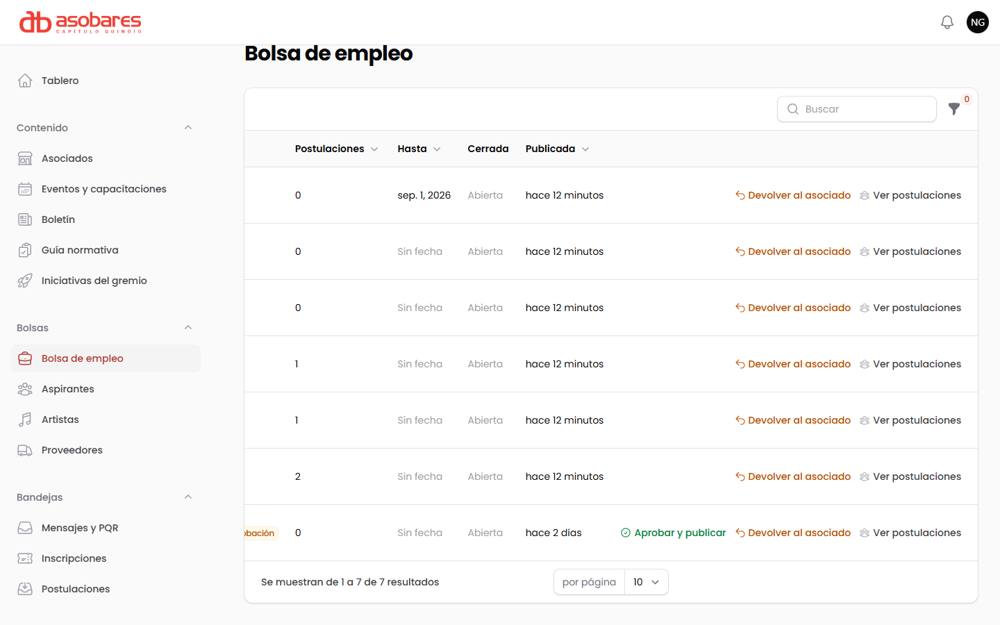 asobares
CAPÍTULO QUINDÍO
NG
Bolsa de empleo
Tablero
Contenido
Asociados
Eventos y capacitaciones
Boletín
Guía normativa
Iniciativas del gremio
Bolsas
Bolsa de empleo
Aspirantes
Artistas
Proveedores
Bandejas
Mensajes y PQR
Inscripciones
Postulaciones
Buscar
0
Postulaciones Hasta Cerrada Publicada
0 sep. 1, 2026 Abierta hace 12 minutos Devolver al asociado Ver postulaciones
0 Sin fecha Abierta hace 12 minutos Devolver al asociado Ver postulaciones
0 Sin fecha Abierta hace 12 minutos Devolver al asociado Ver postulaciones
1 Sin fecha Abierta hace 12 minutos Devolver al asociado Ver postulaciones
1 Sin fecha Abierta hace 12 minutos Devolver al asociado Ver postulaciones
2 Sin fecha Abierta hace 12 minutos Devolver al asociado Ver postulaciones
obación 0 Sin fecha Abierta hace 2 días Aprobar y publicar Devolver al asociado Ver postulaciones
Se muestran de 1 a 7 de 7 resultados
por página 10